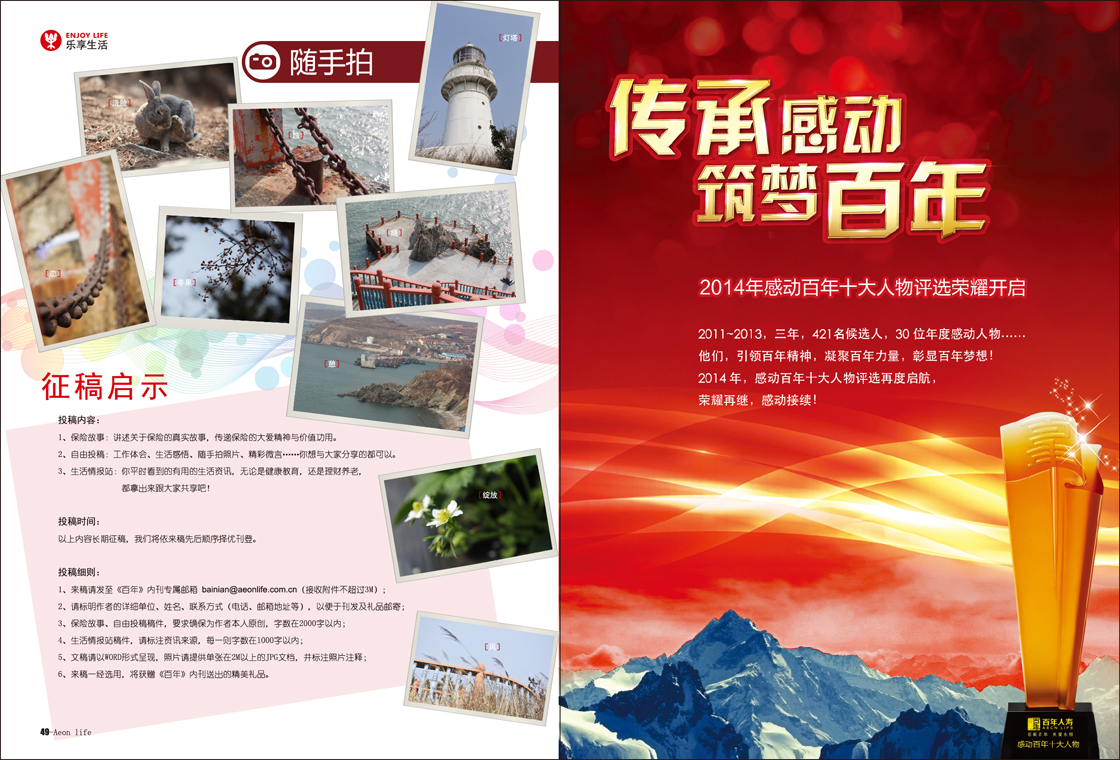 ENJOY LIFE
乐享生活
随手拍
[灯塔]
[绽放]
[憩]
征稿启示
投稿内容：
1、保险故事：讲述关于保险的真实故事，传递保险的大爱精神与价值功用。
2、自由投稿：工作体会、生活感悟、随手拍照片、精彩微言……你想与大家分享的都可以。
3、生活情报站：你平时看到的有用的生活资讯，无论是健康教育，还是理财养老，
都拿出来跟大家共享吧！
投稿时间：
以上内容长期征稿，我们将依来稿先后顺序择优刊登。
投稿细则：
1、来稿请发至《百年》内刊专属邮箱 bainian@aeonlife.com.cn（接收附件不超过3M）；
2、请标明作者的详细单位、姓名、联系方式（电话、邮箱地址等），以便于刊发及礼品邮寄；
3、保险故事、自由投稿稿件，要求确保为作者本人原创，字数在2000字以内；
4、生活情报站稿件，请标注资讯来源，每一则字数在1000字以内；
5、文稿请以WORD形式呈现，照片请提供单张在2M以上的JPG文档，并标注照片注释；
6、来稿一经选用，将获赠《百年》内刊送出的精美礼品。
49-Aeon life
传承感动
筑梦百年
2014年感动百年十大人物评选荣耀开启
2011~2013，三年，421名候选人，30 位年度感动人物……
他们，引领百年精神，凝聚百年力量，彰显百年梦想！
2014 年，感动百年十大人物评选再度启航，
荣耀再继，感动接续！
百年人寿
AEON LIFE
感动百年十大人物